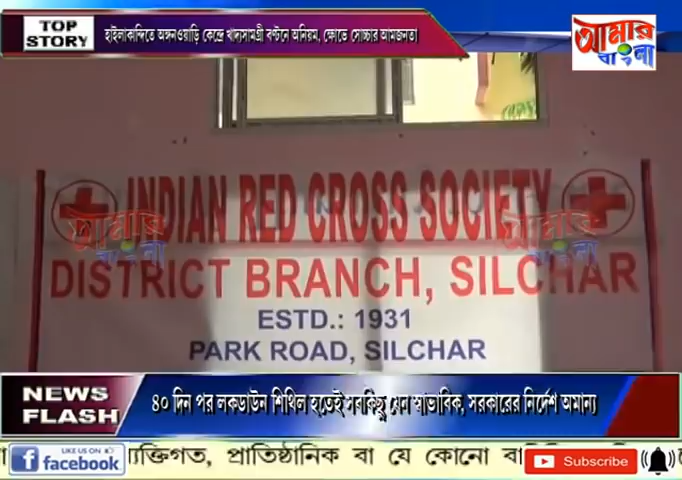 TOP STORY
হাইলাকান্দিতে অঙ্গনওয়াড়ি কেন্দ্রে খাদ্যসামগ্রী বণ্টনে অনিয়ম, ক্ষোভে সোচ্চার আমজনতা
আমার বাংলা
INDIAN RED CROSS SOCIETY
আমার বাংলা
আমার বাংলা
DISTRICT BRANCH, SILCHAR
ESTD.: 1931
PARK ROAD, SILCHAR
NEWS FLASH
৪০ দিন পর লকডাউন শিথিল হতেই সবকিছু যেন স্বাভাবিক, সরকারের নির্দেশ অমান্য
LIKE US ON
facebook
ব্যক্তিগত, প্রাতিষ্ঠানিক বা যে কোনো
Subscribe